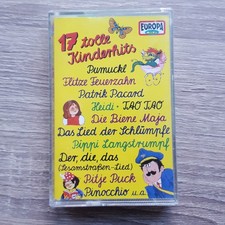 EUROPA
17 tolle
Kinderhits
Pumuckl
Flitze Feuerzahn
Patrik Pacard
Heidi · TAO TAO
Die Biene Maja
Das Lied der Schlümpfe
Pippi Langstrumpf
Der, die, das
(Sesamstraßen-Lied)
Pitje Puck
Pinocchio u.a.